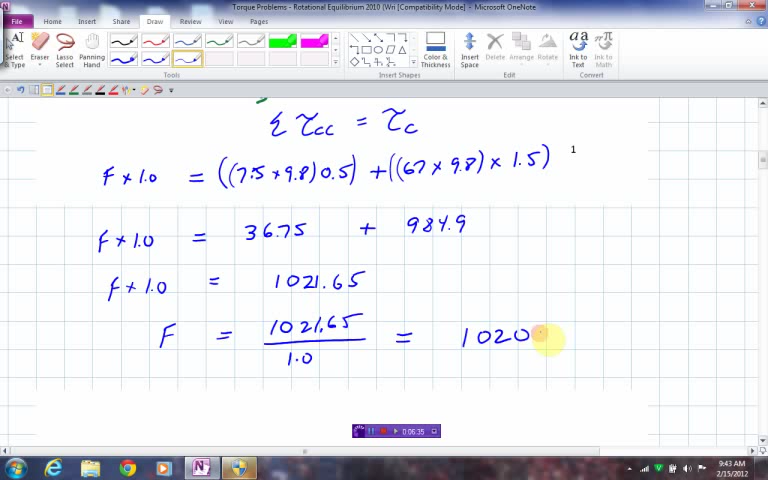 Torque Problems - Rotational Equilibrium 2010 (Wri [Compatibility Mode] - Microsoft OneNote
File Home Insert Share Draw Review View Pages
Select & Type Eraser Lasso Select Panning Hand Color & Thickness Insert Space Delete Arrange Rotate Ink to Text Ink to Math
Tools Insert Shapes Edit Convert
Σ τcc = τc
F × 1.0 = ((7.5 × 9.8) 0.5) + ((67 × 9.8) × 1.5) 1
F × 1.0 = 36.75 + 984.9
F × 1.0 = 1021.65
F = 1021.65 / 1.0 = 1020
0:06:35
9:43 AM
2/15/2012